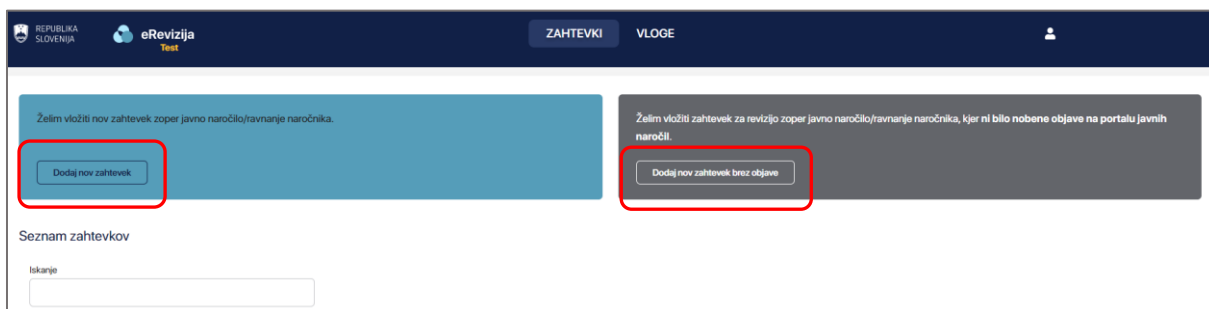 REPUBLIKA
SLOVENIJA
eRevizija
Test
ZAHTEVKI
VLOGE
Želim vložiti nov zahtevek zoper javno naročilo/ravnanje naročnika.
Dodaj nov zahtevek
Želim vložiti zahtevek za revizijo zoper javno naročilo/ravnanje naročnika, kjer ni bilo nobene objave na portalu javnih
naročil.
Dodaj nov zahtevek brez objave
Seznam zahtevkov
Iskanje